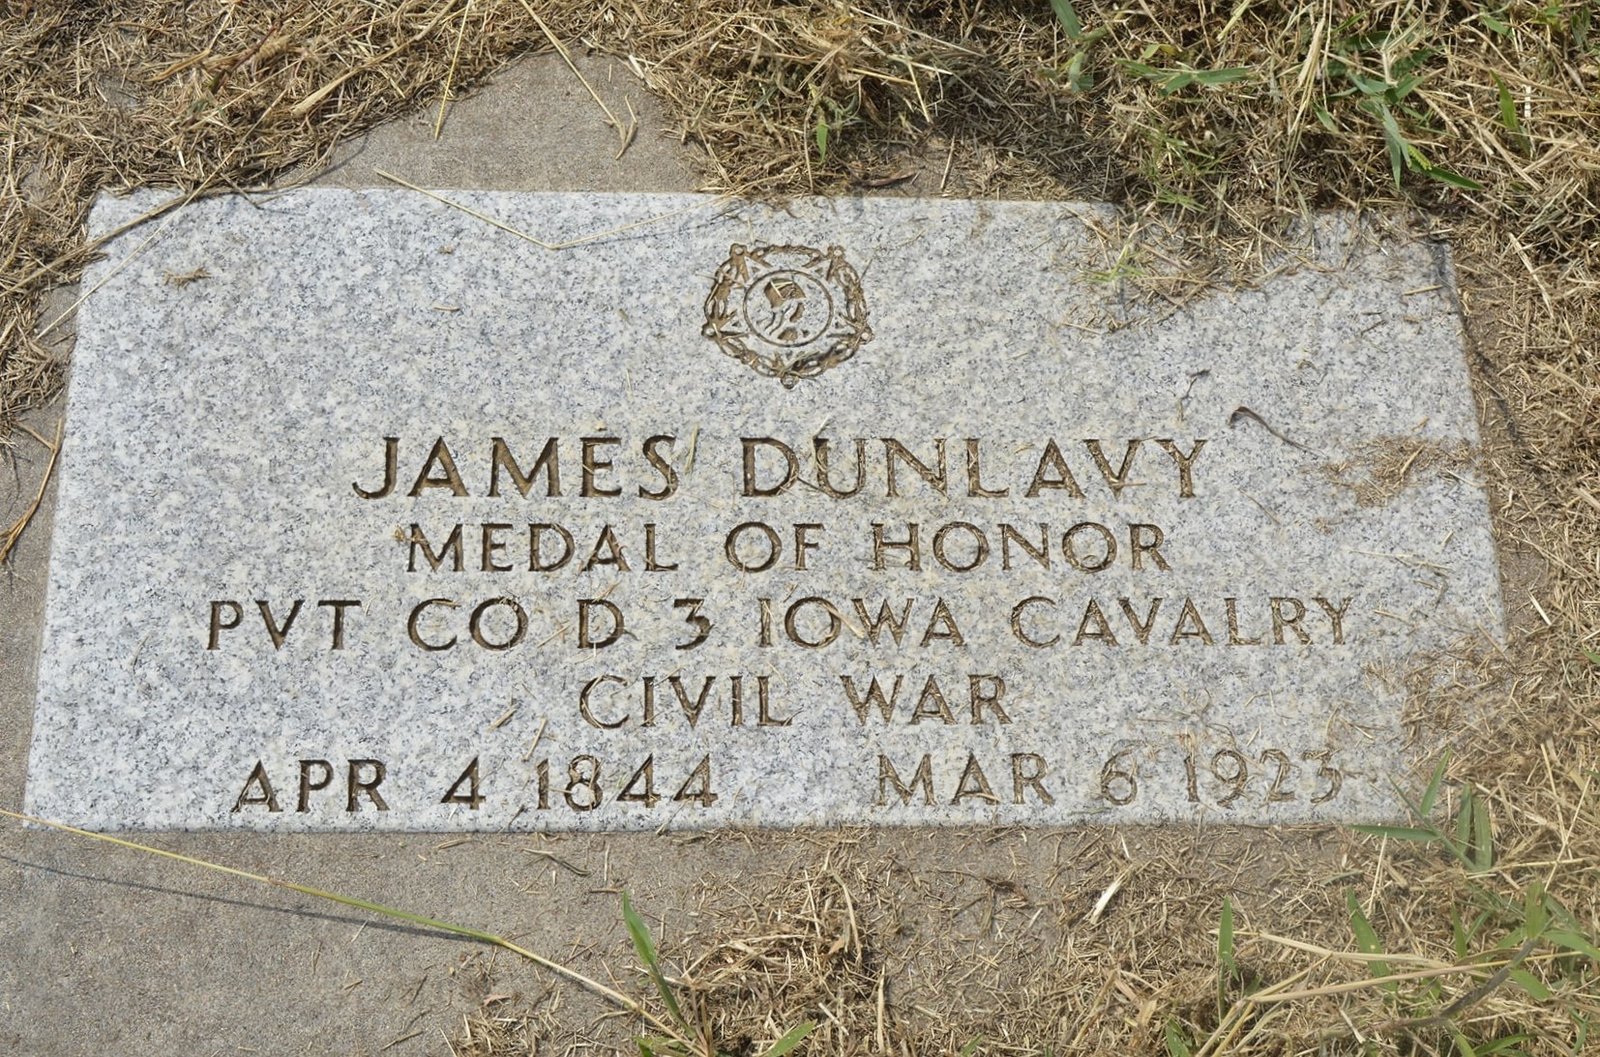 JAMES DUNLAVY
MEDAL OF HONOR
PVT CO D 3 IOWA CAVALRY
CIVIL WAR
APR 4 1844 MAR 6 1923